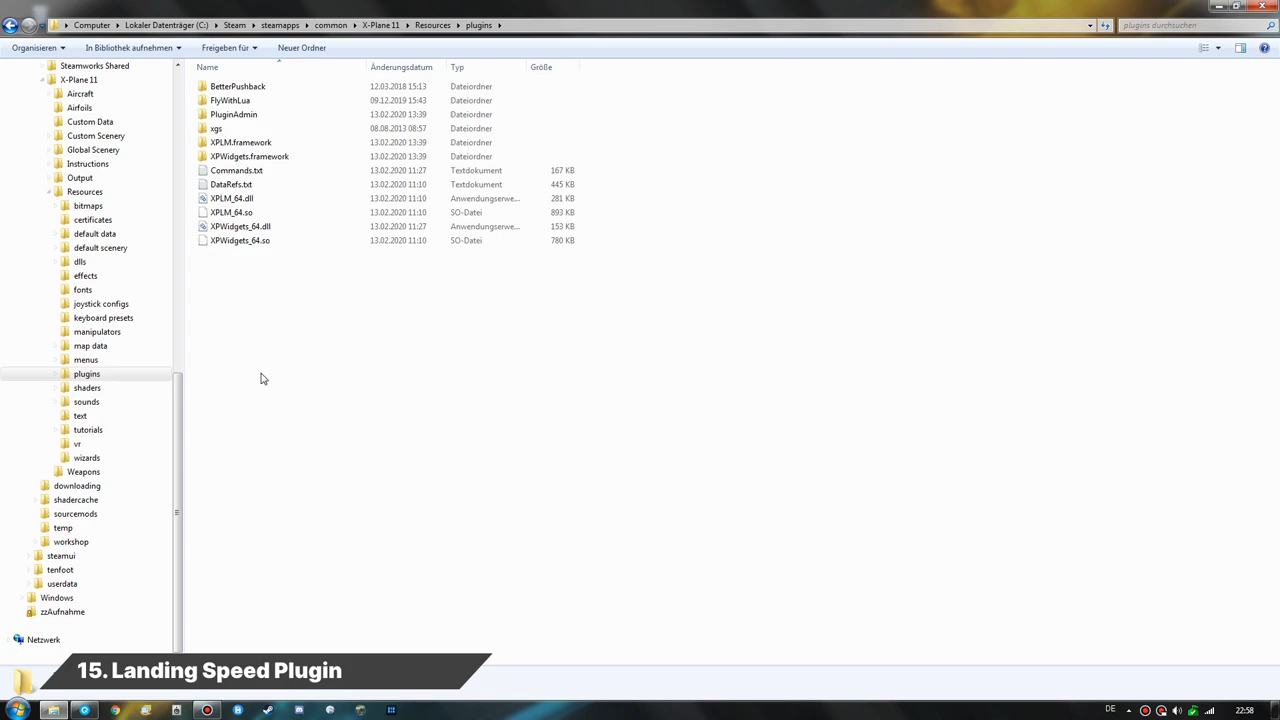 Computer Lokaler Datenträger (C:) Steam steamapps common X-Plane 11 Resources plugins plugins durchsuchen
Organisieren In Bibliothek aufnehmen Freigeben für Neuer Ordner
Steamworks Shared
X-Plane 11
Aircraft
Airfoils
Custom Data
Custom Scenery
Global Scenery
Instructions
Output
Resources
bitmaps
certificates
default data
default scenery
dlls
effects
fonts
joystick configs
keyboard presets
manipulators
map data
menus
plugins
shaders
sounds
text
tutorials
vr
wizards
Weapons
downloading
shadercache
sourcemods
temp
workshop
steamui
tenfoot
userdata
Windows
zzAufnahme
Netzwerk
Name Änderungsdatum Typ Größe
BetterPushback 12.03.2018 15:13 Dateiordner
FlyWithLua 09.12.2019 15:43 Dateiordner
PluginAdmin 13.02.2020 13:39 Dateiordner
xgs 08.08.2013 08:57 Dateiordner
XPLM.framework 13.02.2020 13:39 Dateiordner
XPWidgets.framework 13.02.2020 13:39 Dateiordner
Commands.txt 13.02.2020 11:27 Textdokument 167 KB
DataRefs.txt 13.02.2020 11:10 Textdokument 445 KB
XPLM_64.dll 13.02.2020 11:10 Anwendungserwe... 281 KB
XPLM_64.so 13.02.2020 11:10 SO-Datei 893 KB
XPWidgets_64.dll 13.02.2020 11:27 Anwendungserwe... 153 KB
XPWidgets_64.so 13.02.2020 11:10 SO-Datei 780 KB
15. Landing Speed Plugin
DE 22:58